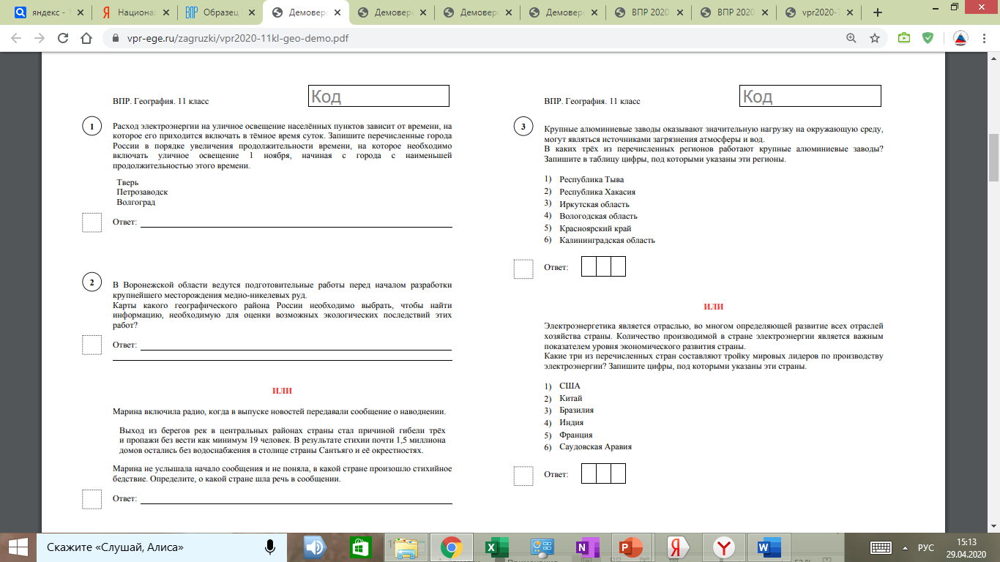 яндекс - 
Национал
Образец 
Демоверс
Демоверс
Демоверс
Демоверс
ВПР 2020
ВПР 2020
vpr2020-
vpr-ege.ru/zagruzki/vpr2020-11kl-geo-demo.pdf
ВПР. География. 11 класс
Код
1
Расход электроэнергии на уличное освещение населённых пунктов зависит от времени, на
которое его приходится включать в тёмное время суток. Запишите перечисленные города
России в порядке увеличения продолжительности времени, на которое необходимо
включать уличное освещение 1 ноября, начиная с города с наименьшей
продолжительностью этого времени.
Тверь
Петрозаводск
Волгоград
Ответ:
2
В Воронежской области ведутся подготовительные работы перед началом разработки
крупнейшего месторождения медно-никелевых руд.
Карты какого географического района России необходимо выбрать, чтобы найти
информацию, необходимую для оценки возможных экологических последствий этих
работ?
Ответ:
ИЛИ
Марина включила радио, когда в выпуске новостей передавали сообщение о наводнении.
Выход из берегов рек в центральных районах страны стал причиной гибели трёх
и пропажи без вести как минимум 19 человек. В результате стихии почти 1,5 миллиона
домов остались без водоснабжения в столице страны Сантьяго и её окрестностях.
Марина не услышала начало сообщения и не поняла, в какой стране произошло стихийное
бедствие. Определите, о какой стране шла речь в сообщении.
Ответ:
ВПР. География. 11 класс
Код
3
Крупные алюминиевые заводы оказывают значительную нагрузку на окружающую среду,
могут являться источниками загрязнения атмосферы и вод.
В каких трёх из перечисленных регионов работают крупные алюминиевые заводы?
Запишите в таблицу цифры, под которыми указаны эти регионы.
1) Республика Тыва
2) Республика Хакасия
3) Иркутская область
4) Вологодская область
5) Красноярский край
6) Калининградская область
Ответ:
ИЛИ
Электроэнергетика является отраслью, во многом определяющей развитие всех отраслей
хозяйства страны. Количество производимой в стране электроэнергии является важным
показателем уровня экономического развития страны.
Какие три из перечисленных стран составляют тройку мировых лидеров по производству
электроэнергии? Запишите цифры, под которыми указаны эти страны.
1) США
2) Китай
3) Бразилия
4) Индия
5) Франция
6) Саудовская Аравия
Ответ:
Скажите «Слушай, Алиса»
РУС
15:13
29.04.2020